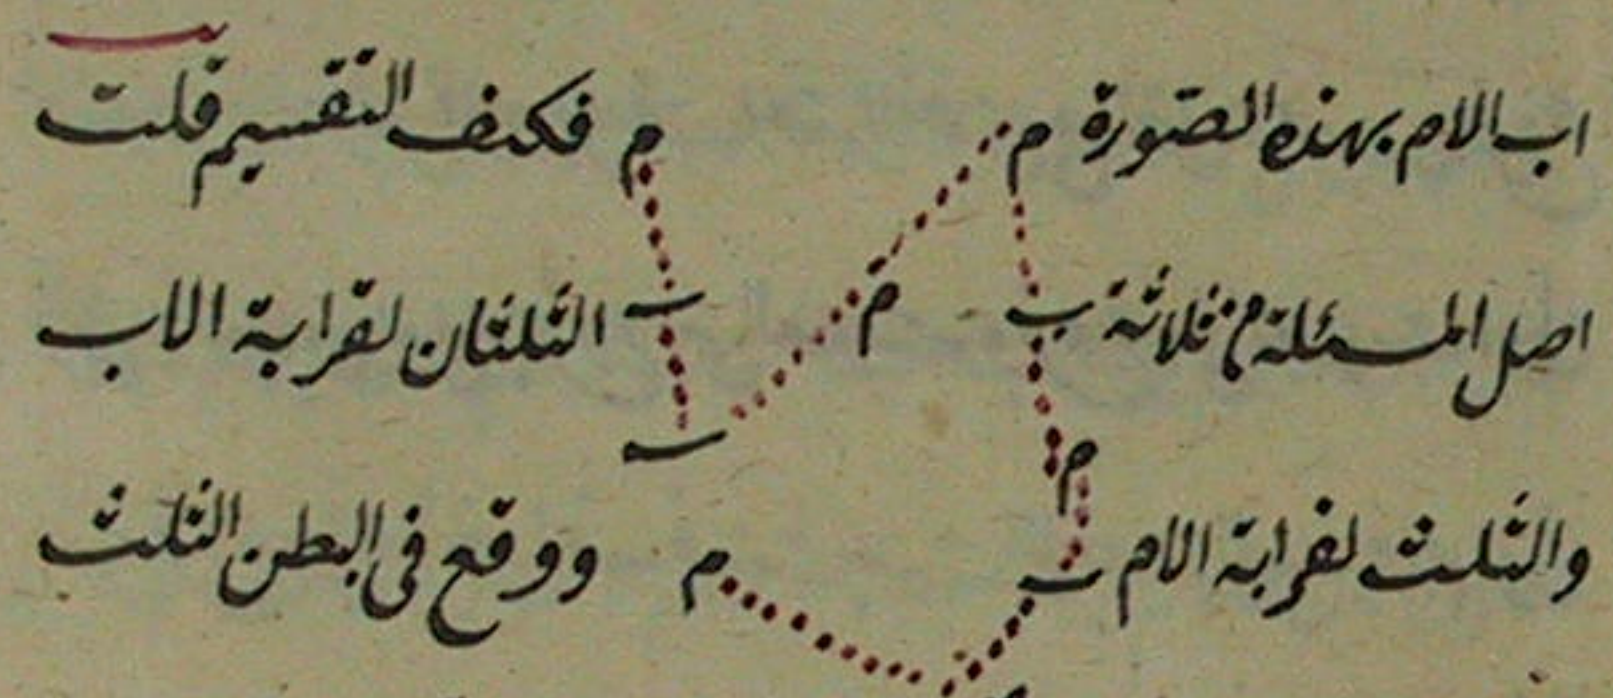 اب الام بهذه الصورة م م فكيف التقسيم قلت
اصل المسئلة من ثلاثة ب م ب الثلثان لقرابة الاب
م ب
والثلث لقرابة الام ب م ووقع فى البطن الثلث